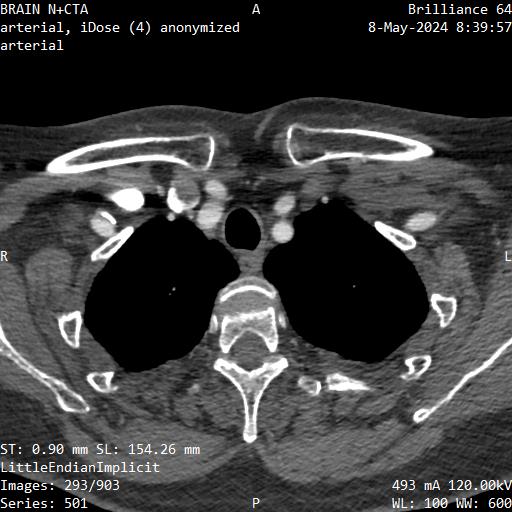 BRAIN N+CTA
A
Brilliance 64
arterial, iDose (4) anonymized
8-May-2024 8:39:57
arterial
R
L
ST: 0.90 mm SL: 154.26 mm
LittleEndianImplicit
Images: 293/903
493 mA 120.00kV
Series: 501
P
WL: 100 WW: 600